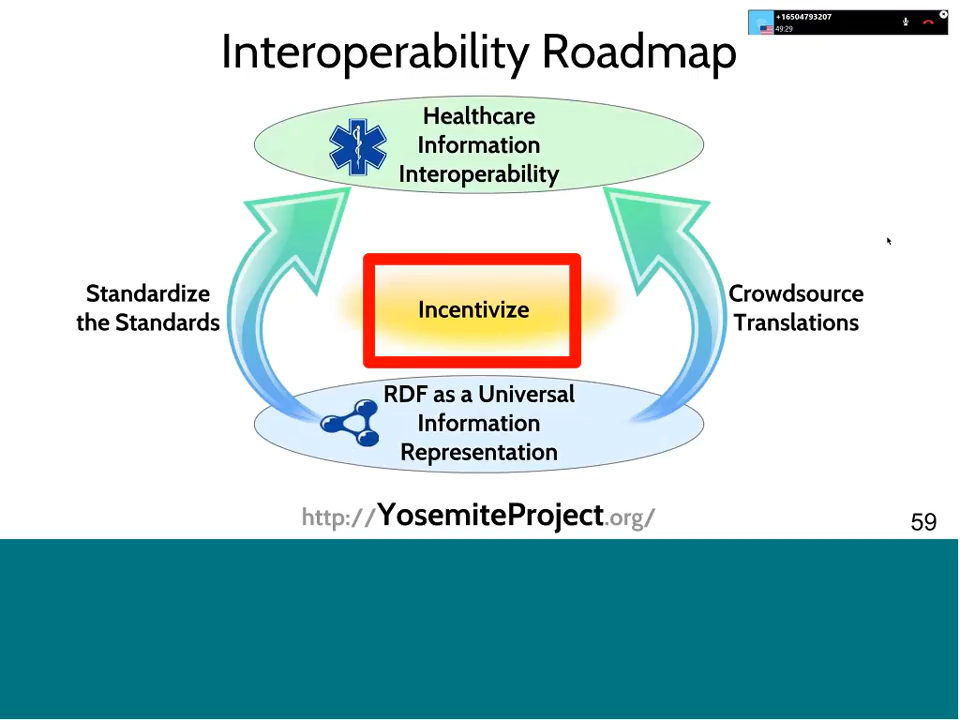 +16504793207
49:29
Interoperability Roadmap
Healthcare
Information
Interoperability
Standardize
the Standards
Incentivize
Crowdsource
Translations
RDF as a Universal
Information
Representation
http://YosemiteProject.org/
59